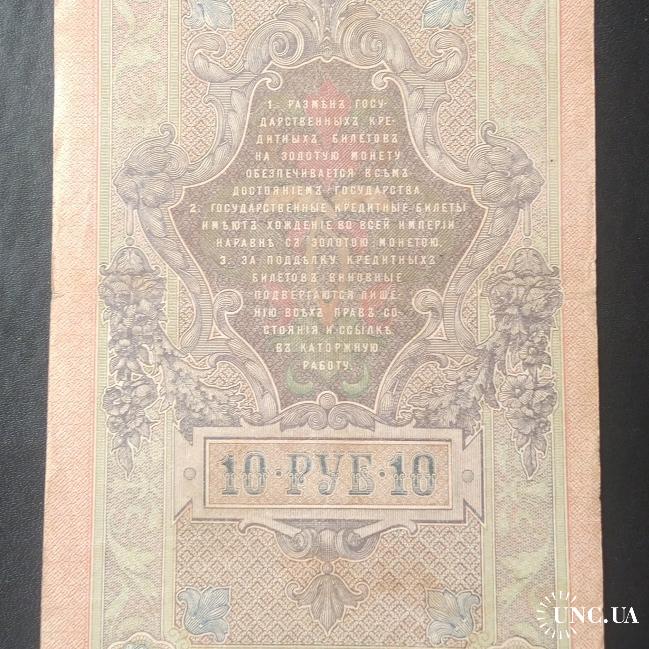 1. РАЗМѢНЪ ГОСУ-
ДАРСТВЕННЫХЪ КРЕ-
ДИТНЫХЪ БИЛЕТОВЪ
НА ЗОЛОТУЮ МОНЕТУ
ОБЕЗПЕЧИВАЕТСЯ ВСѢМЪ
ДОСТОЯНІЕМЪ ГОСУДАРСТВА.
2. ГОСУДАРСТВЕННЫЕ КРЕДИТНЫЕ БИЛЕТЫ
ИМѢЮТЪ ХОЖДЕНІЕ ВО ВСЕЙ ИМПЕРІИ
НАРАВНѢ СЪ ЗОЛОТОЮ МОНЕТОЮ.
3. ЗА ПОДДѢЛКУ КРЕДИТНЫХЪ
БИЛЕТОВЪ ВИНОВНЫЕ
ПОДВЕРГАЮТСЯ ЛИШЕ-
НІЮ ВСѢХЪ ПРАВЪ СО-
СТОЯНІЯ И ССЫЛКѢ
ВЪ КАТОРЖНУЮ
РАБОТУ.
10·РУБ·10
UNC.UA